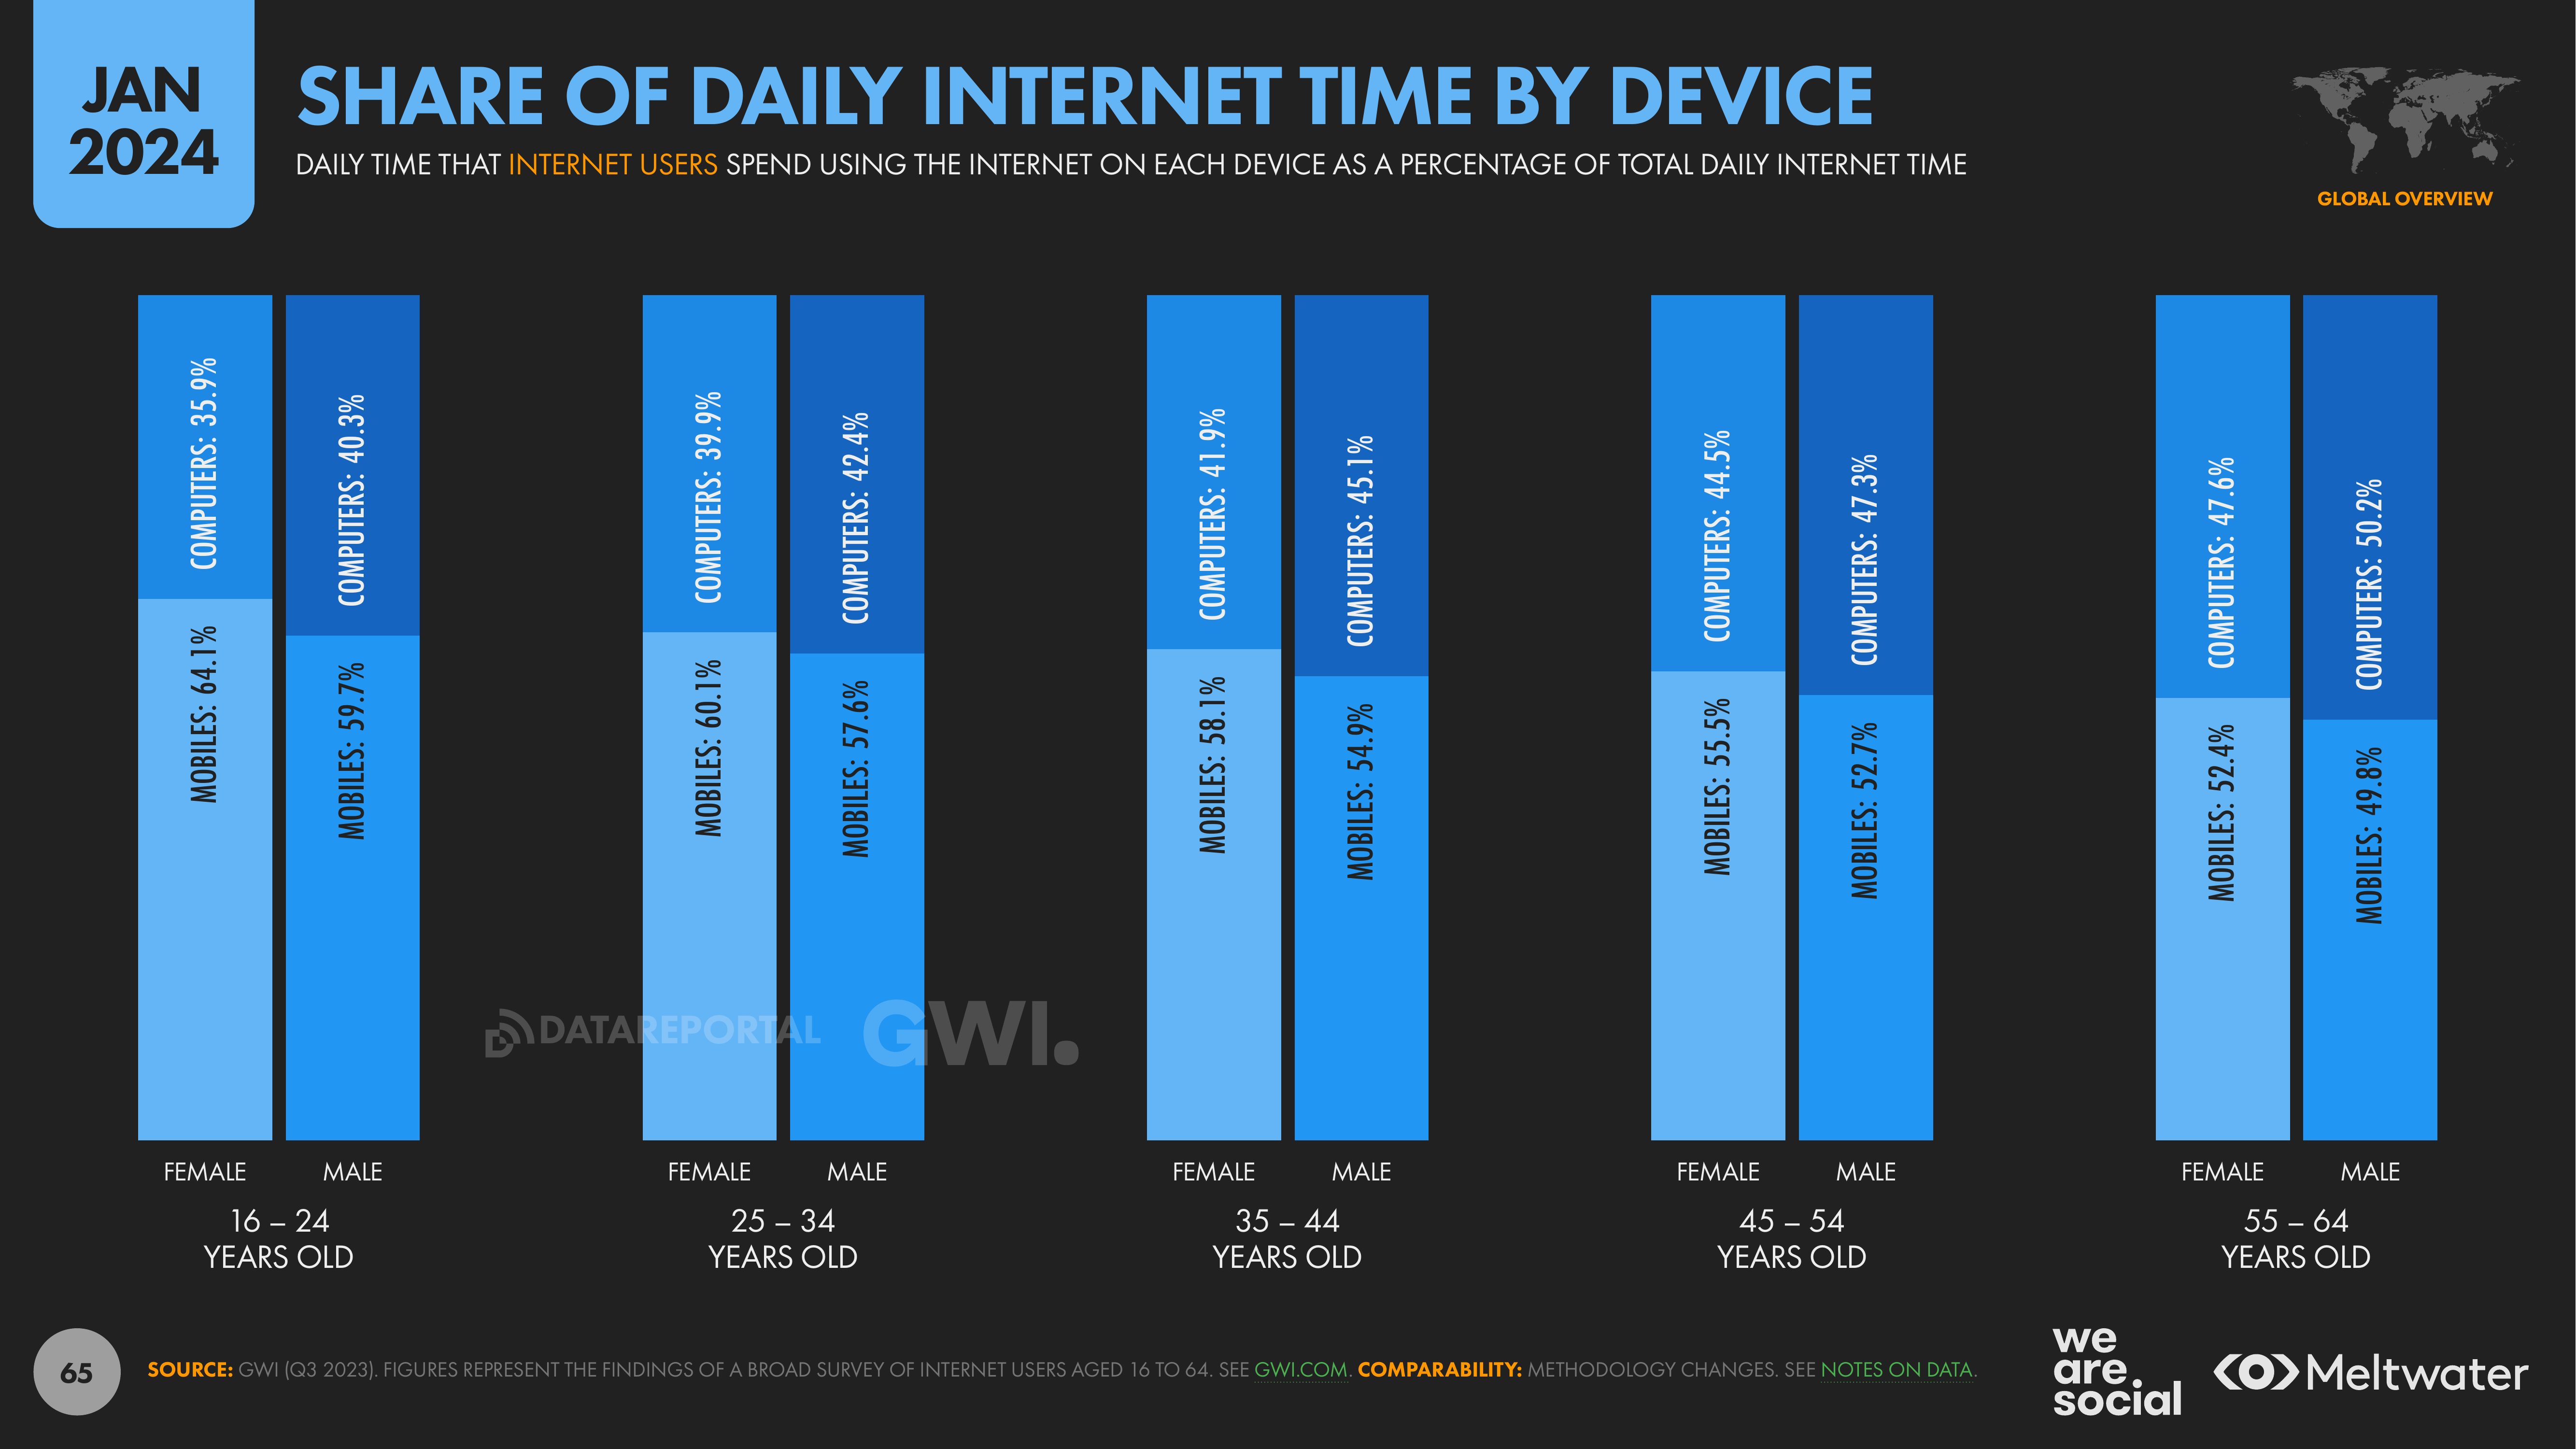 JAN
2024
SHARE OF DAILY INTERNET TIME BY DEVICE
DAILY TIME THAT INTERNET USERS SPEND USING THE INTERNET ON EACH DEVICE AS A PERCENTAGE OF TOTAL DAILY INTERNET TIME
GLOBAL OVERVIEW
COMPUTERS: 35.9%
MOBILES: 64.1%
COMPUTERS: 40.3%
MOBILES: 59.7%
COMPUTERS: 39.9%
MOBILES: 60.1%
COMPUTERS: 42.4%
MOBILES: 57.6%
COMPUTERS: 41.9%
MOBILES: 58.1%
COMPUTERS: 45.1%
MOBILES: 54.9%
COMPUTERS: 44.5%
MOBILES: 55.5%
COMPUTERS: 47.3%
MOBILES: 52.7%
COMPUTERS: 47.6%
MOBILES: 52.4%
COMPUTERS: 50.2%
MOBILES: 49.8%
DATAREPORTAL
GWI.
FEMALE MALE
16 – 24
YEARS OLD
FEMALE MALE
25 – 34
YEARS OLD
FEMALE MALE
35 – 44
YEARS OLD
FEMALE MALE
45 – 54
YEARS OLD
FEMALE MALE
55 – 64
YEARS OLD
65
SOURCE: GWI (Q3 2023). FIGURES REPRESENT THE FINDINGS OF A BROAD SURVEY OF INTERNET USERS AGED 16 TO 64. SEE GWI.COM. COMPARABILITY: METHODOLOGY CHANGES. SEE NOTES ON DATA.
we
are
social
Meltwater